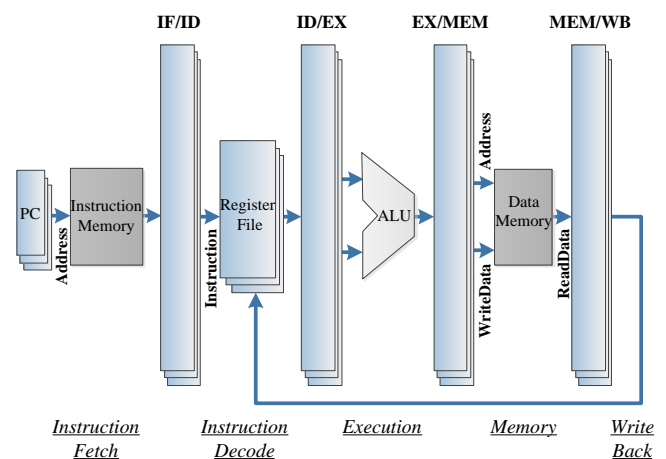 IF/ID
ID/EX
EX/MEM
MEM/WB
PC
Address
Instruction
Memory
Instruction
Register
File
ALU
Address
WriteData
Data
Memory
ReadData
Instruction
Fetch
Instruction
Decode
Execution
Memory
Write
Back